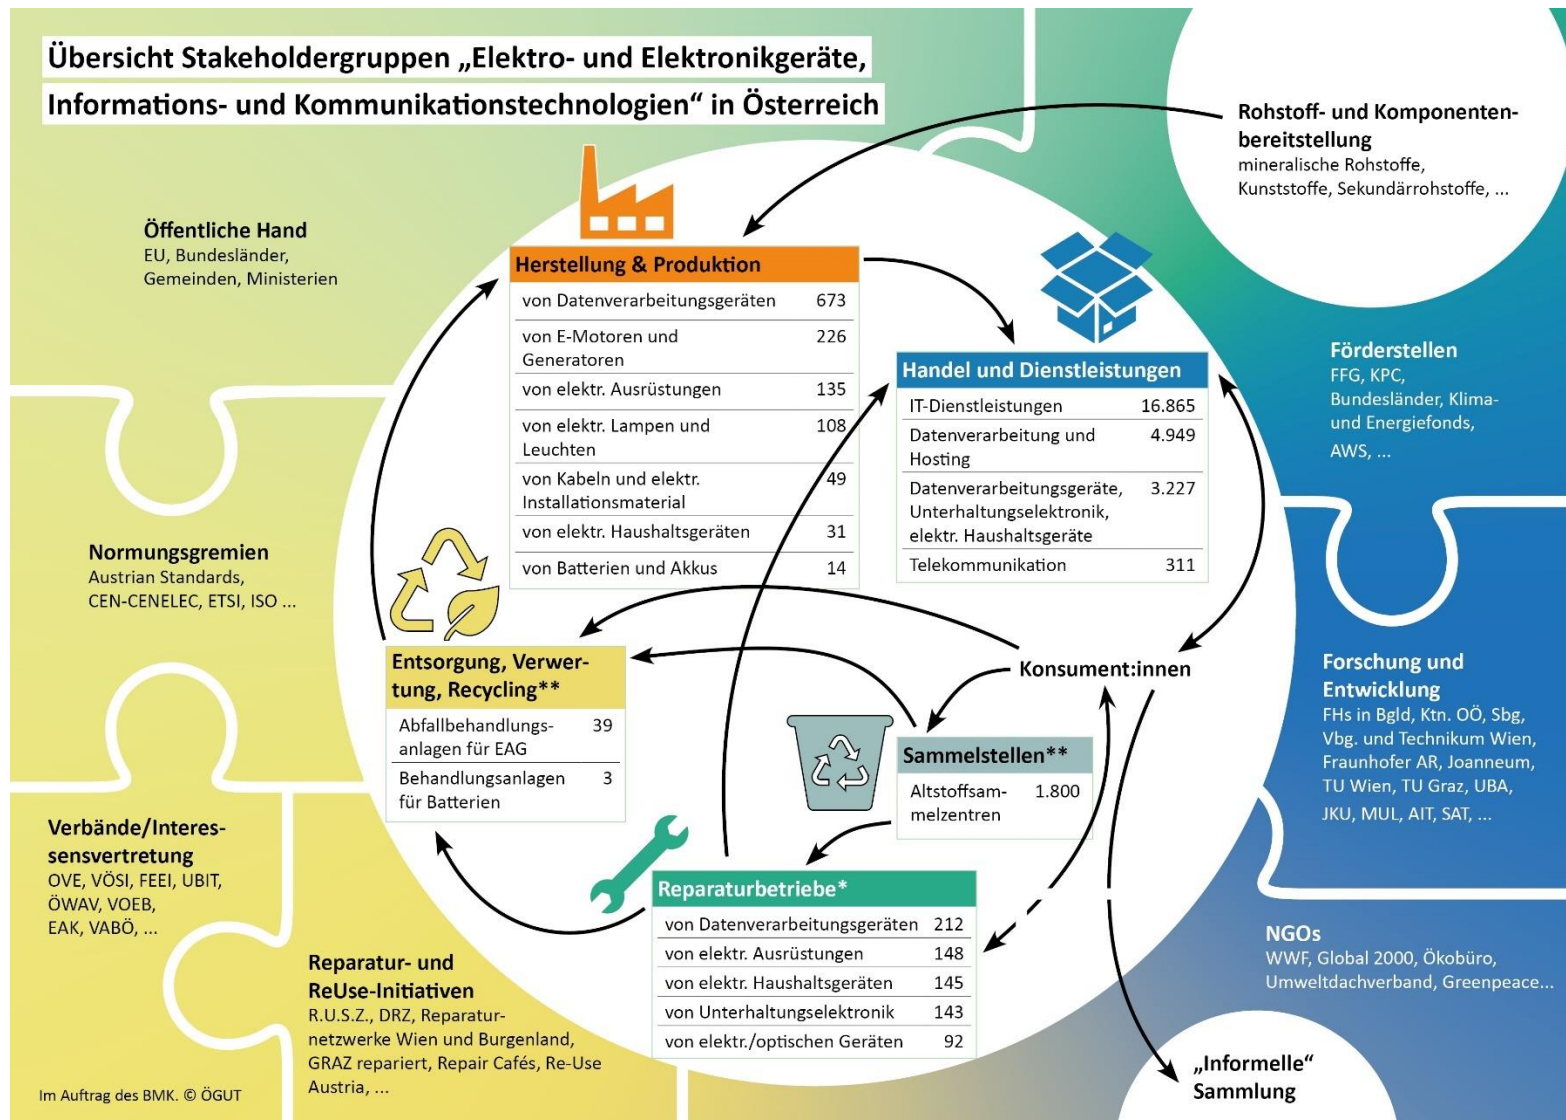 Übersicht Stakeholdergruppen „Elektro- und Elektronikgeräte,
Informations- und Kommunikationstechnologien“ in Österreich
Rohstoff- und Komponenten-
bereitstellung
mineralische Rohstoffe,
Kunststoffe, Sekundärrohstoffe, ...
Öffentliche Hand
EU, Bundesländer,
Gemeinden, Ministerien
Herstellung & Produktion
von Datenverarbeitungsgeräten 673
von E-Motoren und
Generatoren 226
von elektr. Ausrüstungen 135
von elektr. Lampen und
Leuchten 108
von Kabeln und elektr.
Installationsmaterial 49
von elektr. Haushaltsgeräten 31
von Batterien und Akkus 14
Handel und Dienstleistungen
IT-Dienstleistungen 16.865
Datenverarbeitung und
Hosting 4.949
Datenverarbeitungsgeräte,
Unterhaltungselektronik,
elektr. Haushaltsgeräte 3.227
Telekommunikation 311
Förderstellen
FFG, KPC,
Bundesländer, Klima-
und Energiefonds,
AWS, ...
Normungsgremien
Austrian Standards,
CEN-CENELEC, ETSI, ISO ...
Entsorgung, Verwer-
tung, Recycling**
Abfallbehandlungs-
anlagen für EAG 39
Behandlungsanlagen
für Batterien 3
Konsument:innen
Sammelstellen**
Altstoffsam-
melzentren 1.800
Forschung und
Entwicklung
FHs in Bgld, Ktn. OÖ, Sbg,
Vbg. und Technikum Wien,
Fraunhofer AR, Joanneum,
TU Wien, TU Graz, UBA,
JKU, MUL, AIT, SAT, ...
Verbände/Interes-
sensvertretung
OVE, VÖSI, FEEI, UBIT,
ÖWAV, VOEB,
EAK, VABÖ, ...
Reparaturbetriebe*
von Datenverarbeitungsgeräten 212
von elektr. Ausrüstungen 148
von elektr. Haushaltsgeräten 145
von Unterhaltungselektronik 143
von elektr./optischen Geräten 92
NGOs
WWF, Global 2000, Ökobüro,
Umweltdachverband, Greenpeace...
Reparatur- und
ReUse-Initiativen
R.U.S.Z., DRZ, Reparatur-
netzwerke Wien und Burgenland,
GRAZ repariert, Repair Cafés, Re-Use
Austria, ...
„Informelle“
Sammlung
Im Auftrag des BMK. © ÖGUT